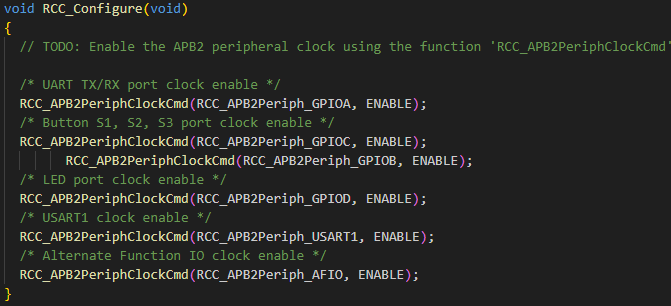 void RCC_Configure(void)
{
// TODO: Enable the APB2 peripheral clock using the function 'RCC_APB2PeriphClockCmd'
/* UART TX/RX port clock enable */
RCC_APB2PeriphClockCmd(RCC_APB2Periph_GPIOA, ENABLE);
/* Button S1, S2, S3 port clock enable */
RCC_APB2PeriphClockCmd(RCC_APB2Periph_GPIOC, ENABLE);
RCC_APB2PeriphClockCmd(RCC_APB2Periph_GPIOB, ENABLE);
/* LED port clock enable */
RCC_APB2PeriphClockCmd(RCC_APB2Periph_GPIOD, ENABLE);
/* USART1 clock enable */
RCC_APB2PeriphClockCmd(RCC_APB2Periph_USART1, ENABLE);
/* Alternate Function IO clock enable */
RCC_APB2PeriphClockCmd(RCC_APB2Periph_AFIO, ENABLE);
}